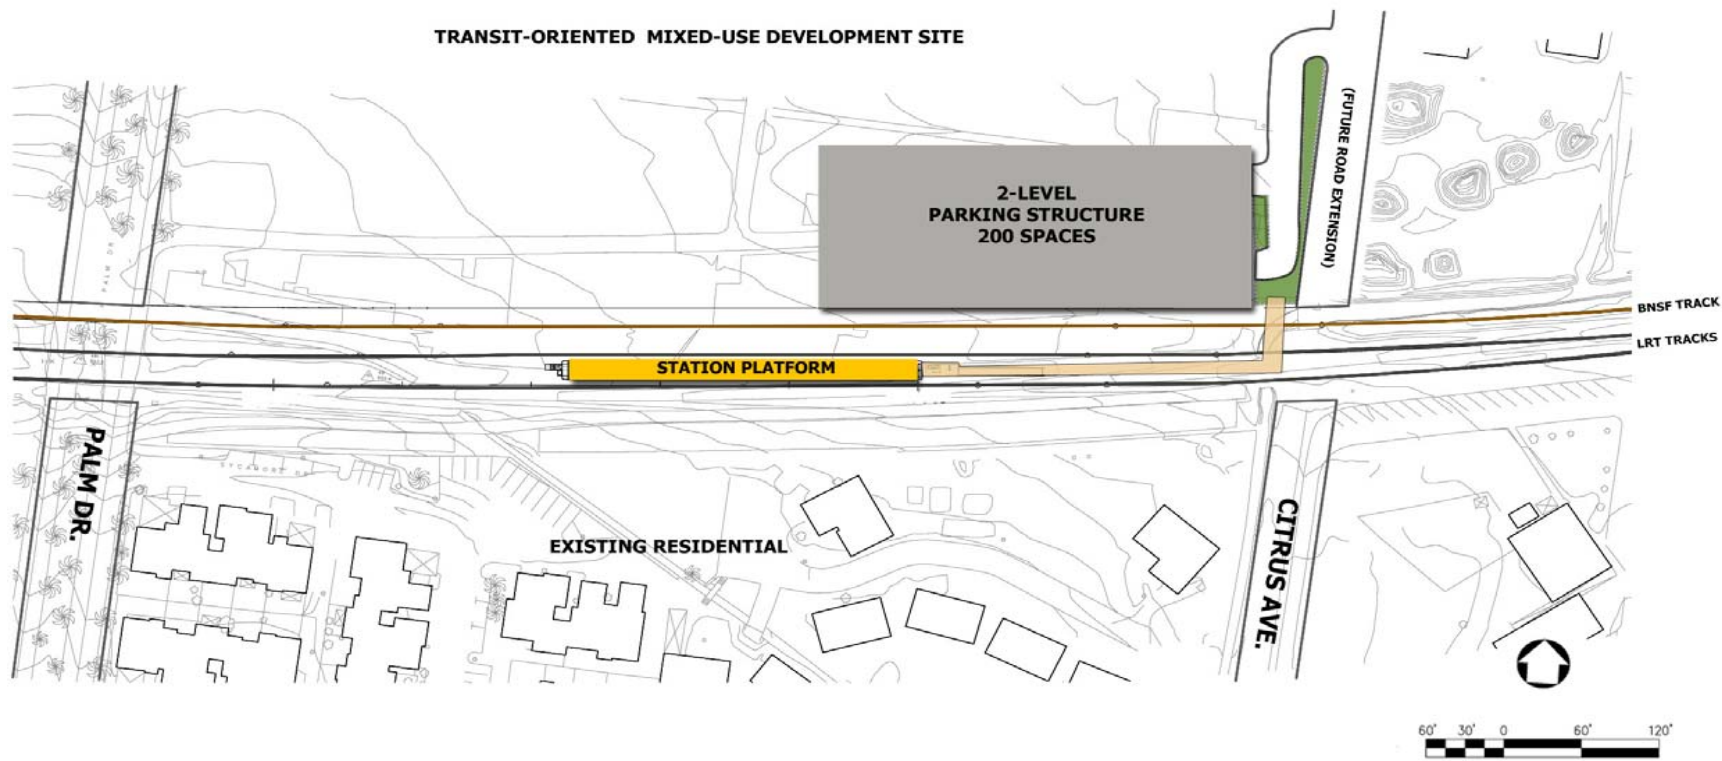 TRANSIT-ORIENTED MIXED-USE DEVELOPMENT SITE
(FUTURE ROAD EXTENSION)
2-LEVEL
PARKING STRUCTURE
200 SPACES
BNSF TRACK
LRT TRACKS
STATION PLATFORM
PALM DR.
EXISTING RESIDENTIAL
CITRUS AVE.
60' 30' 0 60' 120'